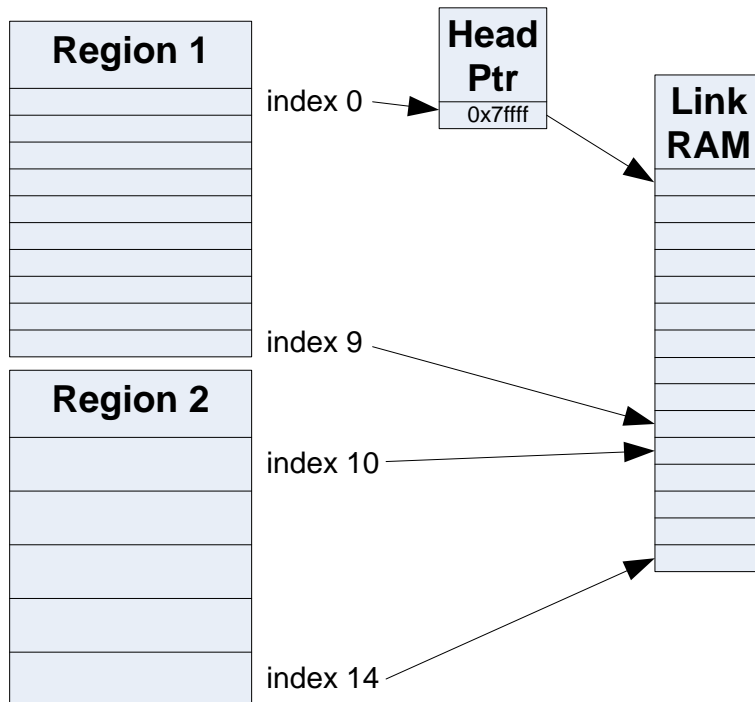 Region 1
index 0
Head
Ptr
0x7ffff
Link
RAM
index 9
Region 2
index 10
index 14